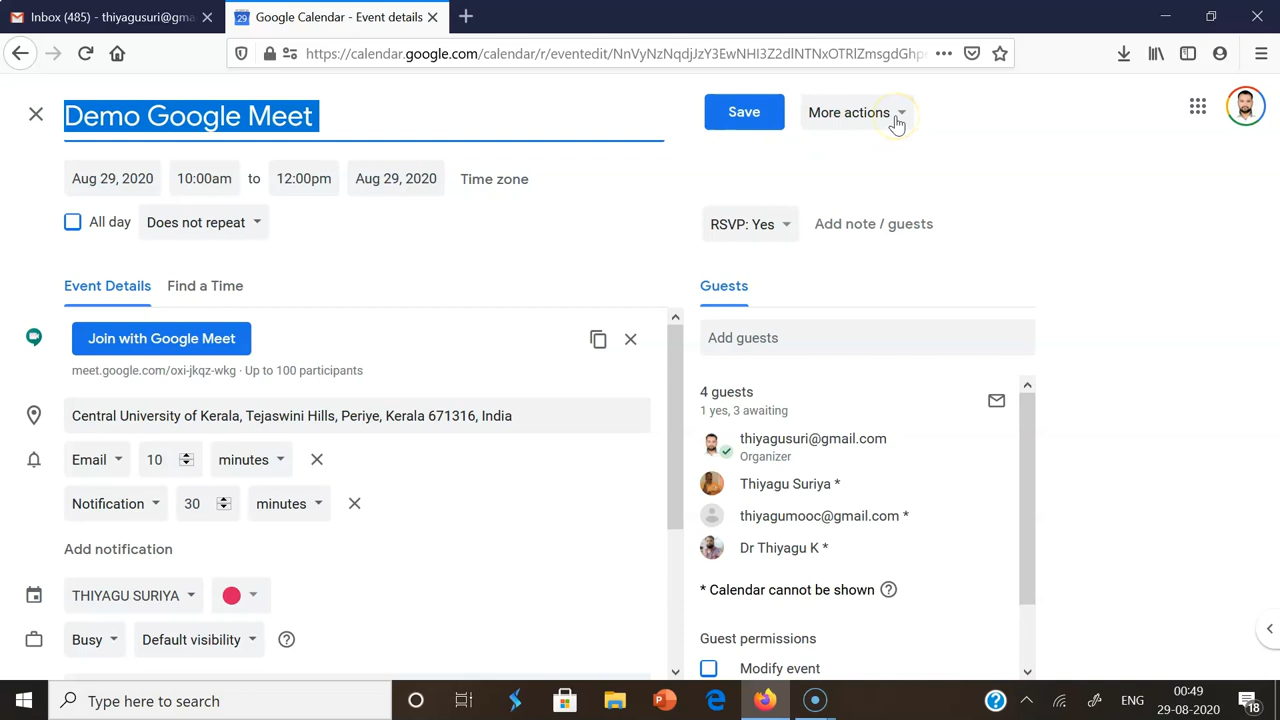 Inbox (485) - thiyagusuri@gma
Google Calendar - Event details
https://calendar.google.com/calendar/r/eventedit/NnVyNzNqdjJzY3EwNHI3Z2dlNTNxOTRlZmsgdGhp
Demo Google Meet
Save
More actions
Aug 29, 2020
10:00am
to
12:00pm
Aug 29, 2020
Time zone
All day
Does not repeat
RSVP: Yes
Add note / guests
Event Details
Find a Time
Guests
Join with Google Meet
meet.google.com/oxi-jkqz-wkg · Up to 100 participants
Add guests
4 guests
1 yes, 3 awaiting
Central University of Kerala, Tejaswini Hills, Periye, Kerala 671316, India
thiyagusuri@gmail.com
Organizer
Email
10
minutes
Thiyagu Suriya *
Notification
30
minutes
thiyagumooc@gmail.com *
Dr Thiyagu K *
Add notification
* Calendar cannot be shown
THIYAGU SURIYA
Busy
Default visibility
Guest permissions
Modify event
Type here to search
ENG
00:49
29-08-2020
18